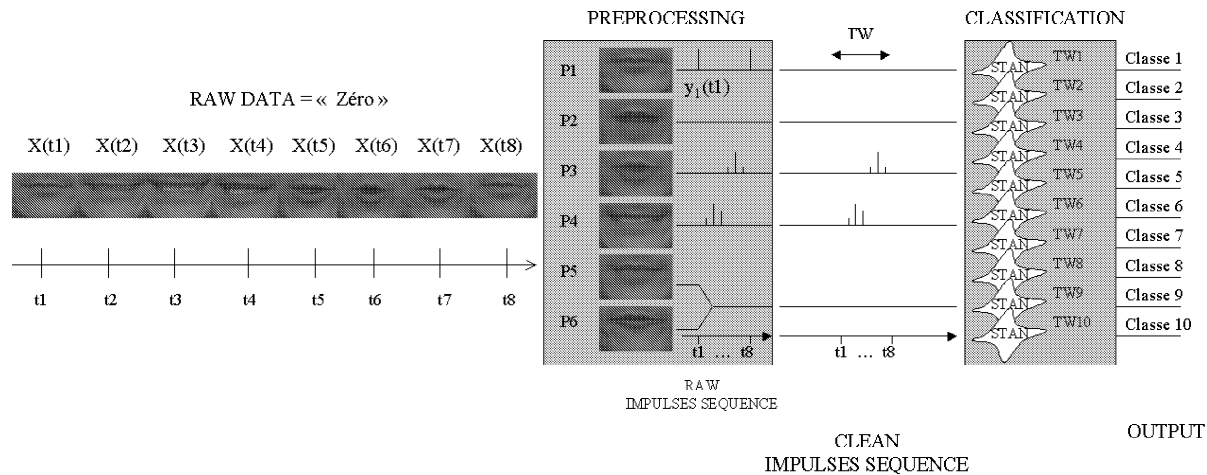 PREPROCESSING
CLASSIFICATION
RAW DATA = « Zéro »
X(t1) X(t2) X(t3) X(t4) X(t5) X(t6) X(t7) X(t8)
t1 t2 t3 t4 t5 t6 t7 t8
P1
P2
P3
P4
P5
P6
y1(t1)
t1 ... t8
RAW
IMPULSES SEQUENCE
TW
t1 ... t8
CLEAN
IMPULSES SEQUENCE
STAN TW1 Classe 1
STAN TW2 Classe 2
STAN TW3 Classe 3
STAN TW4 Classe 4
STAN TW5 Classe 5
STAN TW6 Classe 6
STAN TW7 Classe 7
STAN TW8 Classe 8
STAN TW9 Classe 9
STAN TW10 Classe 10
OUTPUT